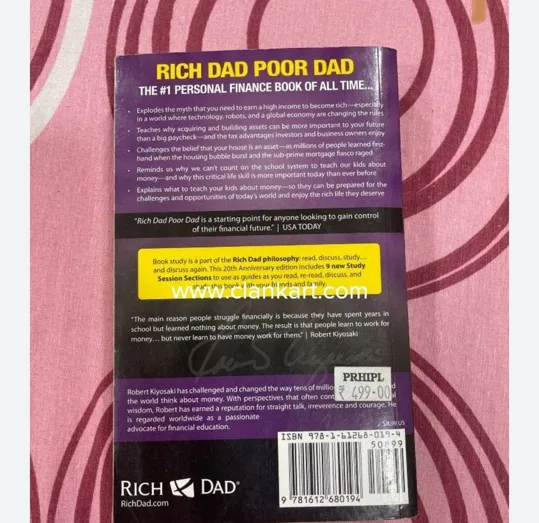 RICH DAD POOR DAD
THE #1 PERSONAL FINANCE BOOK OF ALL TIME...
• Explodes the myth that you need to earn a high income to become rich—especially
in a world where technology, robots, and a global economy are changing the rules
• Teaches why acquiring and building assets can be more important to your future
than a big paycheck—and the tax advantages investors and business owners enjoy
• Challenges the belief that your house is an asset—as millions of people learned first-
hand when the housing bubble burst and the sub-prime mortgage fiasco raged
• Reminds us why we can't count on the school system to teach our kids about
money—and why this critical life skill is more important today than ever before
• Explains what to teach your kids about money—so they can be prepared for the
challenges and opportunities of today's world and enjoy the rich life they deserve
"Rich Dad Poor Dad is a starting point for anyone looking to gain control
of their financial future." | USA TODAY
Book study is a part of the Rich Dad philosophy: read, discuss, study...
and discuss again. This 20th Anniversary edition includes 9 new Study
Session Sections to use as guides as you read, re-read, discuss, and
study this book with your friends and family.
www.clankart.com
"The main reason people struggle financially is because they have spent years in
school but learned nothing about money. The result is that people learn to work for
money... but never learn to have money work for them." | Robert Kiyosaki
PRHIPL
₹ 499.00
Robert Kiyosaki has challenged and changed the way tens of millio
the world think about money. With perspectives that often cont
wisdom, Robert has earned a reputation for straight talk, irreverence and courage. He
is regarded worldwide as a passionate
advocate for financial education.
$8.99 US
ISBN 978-1-61268-019-4
50899
9 781612 680194
RICH DAD®
RichDad.com